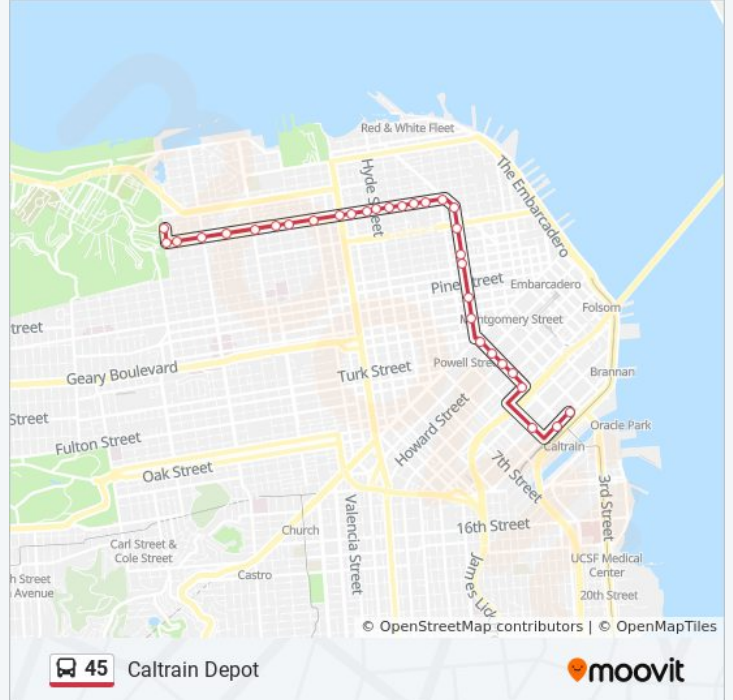 Red & White Fleet
Hyde Street
The Embarcadero
Pine Street
Embarcadero
Folsom
Montgomery Street
treet
Geary Boulevard
Turk Street
Powell Stree
Brannan
Street
Howard Street
Oracle Park
Fulton Street
Caltrain
Oak Street
7th Street
3rd Street
Valencia Street
Church
16th Street
Carl Street &
Cole Street
UCSF Medical
Center
h Street
Avenue
Castro
James Lick
20th Street
© OpenStreetMap contributors | © OpenMapTiles
45 Caltrain Depot
moovit